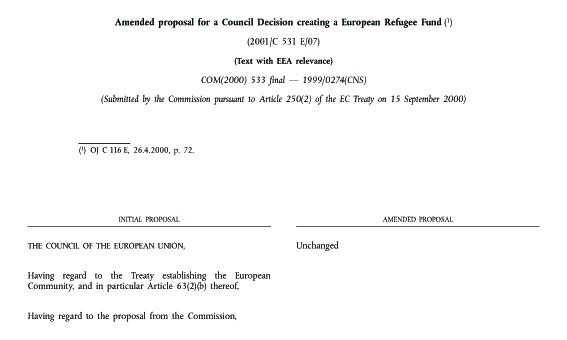 Amended proposal for a Council Decision creating a European Refugee Fund (¹)
(2001/C 531 E/07)
(Text with EEA relevance)
COM(2000) 533 final — 1999/0274(CNS)
(Submitted by the Commission pursuant to Article 250(2) of the EC Treaty on 15 September 2000)
(¹) OJ C 116 E, 26.4.2000, p. 72.
INITIAL PROPOSAL
THE COUNCIL OF THE EUROPEAN UNION,
Having regard to the Treaty establishing the European
Community, and in particular Article 63(2)(b) thereof,
Having regard to the proposal from the Commission,
AMENDED PROPOSAL
Unchanged